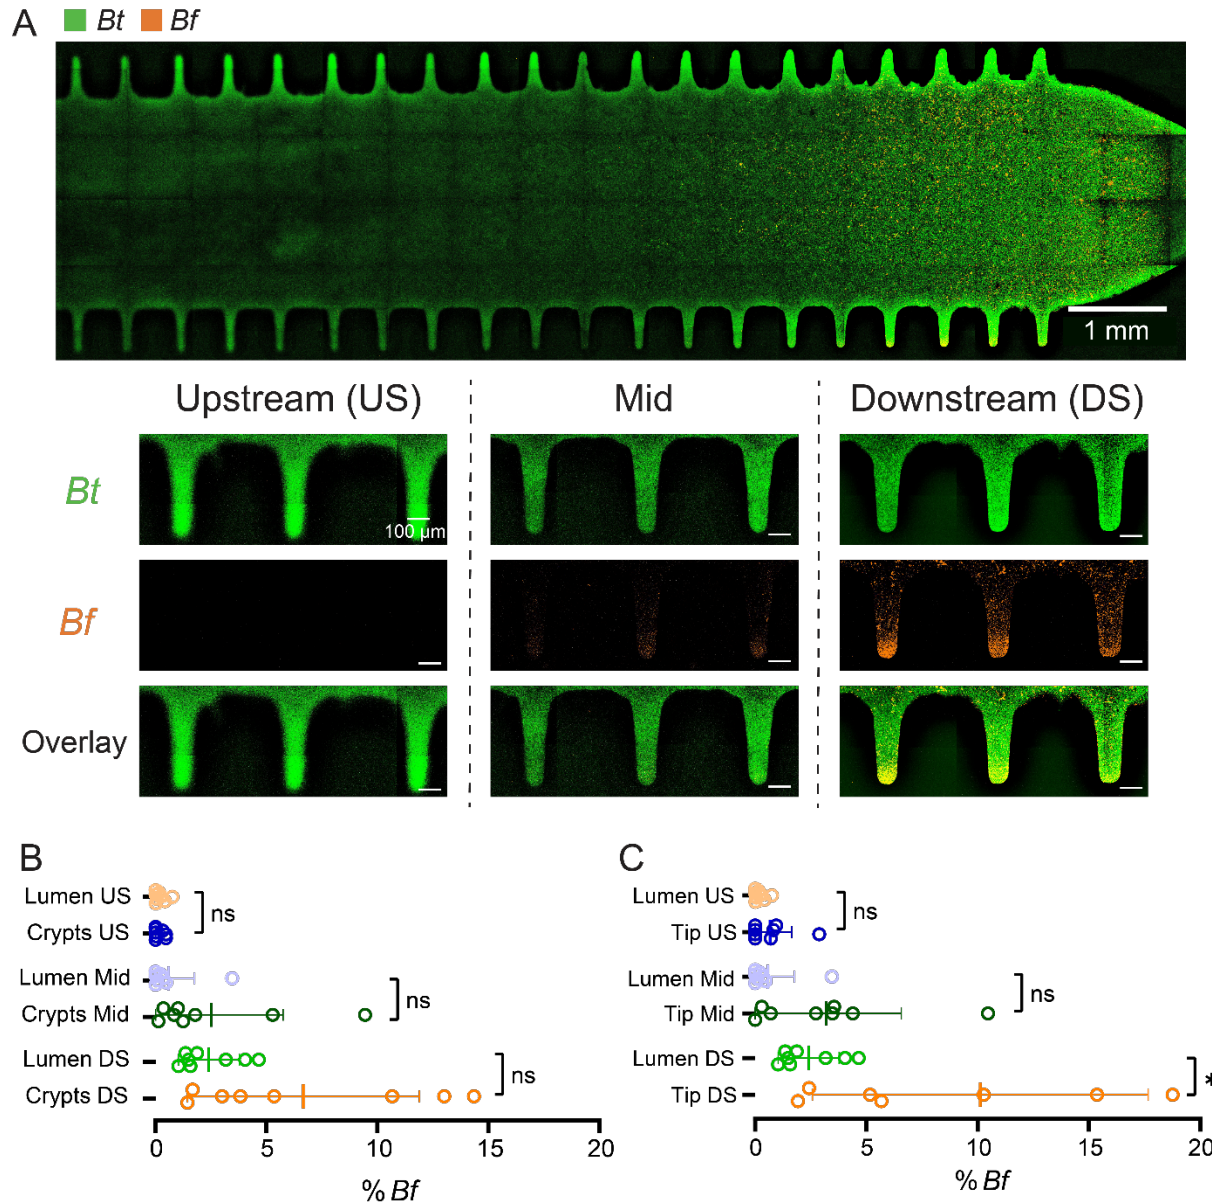 A
Bt Bf
1 mm
Upstream (US) Mid Downstream (DS)
Bt
100 µm
Bf
Overlay
B
Lumen US
Crypts US
ns
Lumen Mid
Crypts Mid
ns
Lumen DS
Crypts DS
ns
0 5 10 15 20
% Bf
C
Lumen US
Tip US
ns
Lumen Mid
Tip Mid
ns
Lumen DS
Tip DS
*
0 5 10 15 20
% Bf